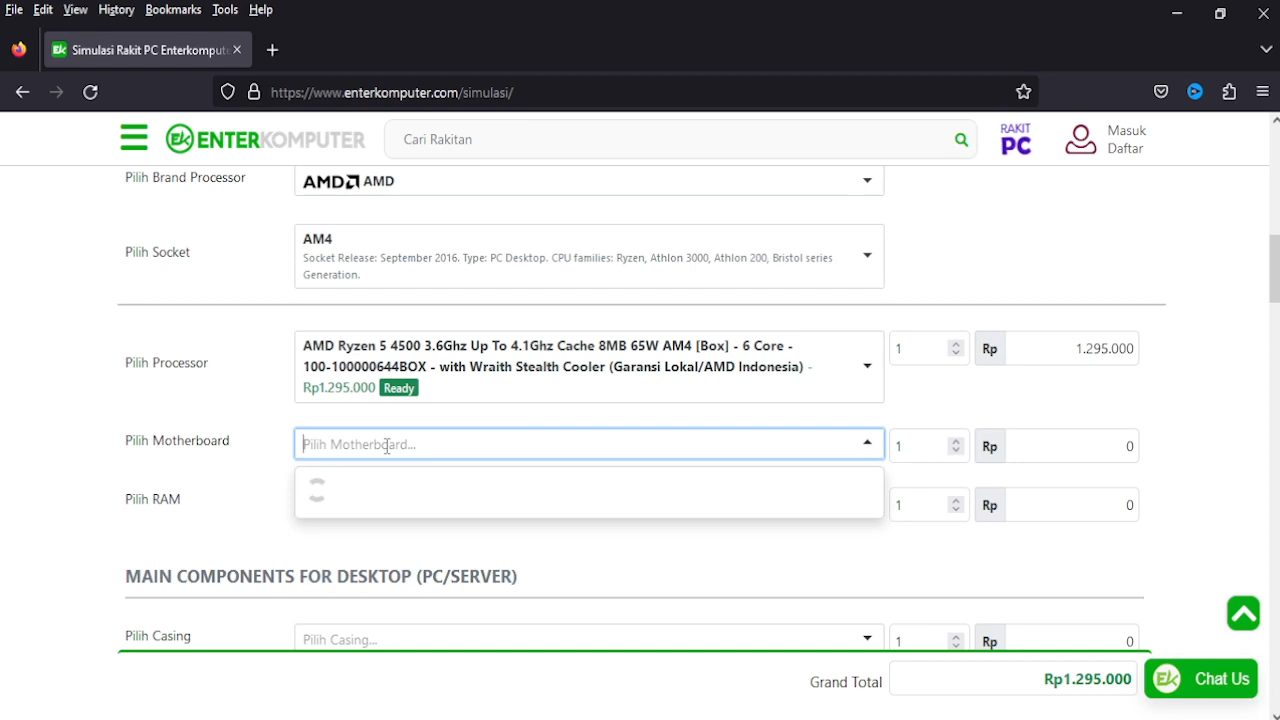 File Edit View History Bookmarks Tools Help
Simulasi Rakit PC Enterkompute
https://www.enterkomputer.com/simulasi/
ENTERKOMPUTER
Cari Rakitan
RAKIT
PC
Masuk
Daftar
Pilih Brand Processor
AMD AMD
Pilih Socket
AM4
Socket Release: September 2016. Type: PC Desktop. CPU families: Ryzen, Athlon 3000, Athlon 200, Bristol series
Generation.
Pilih Processor
AMD Ryzen 5 4500 3.6Ghz Up To 4.1Ghz Cache 8MB 65W AM4 [Box] - 6 Core -
100-100000644BOX - with Wraith Stealth Cooler (Garansi Lokal/AMD Indonesia) -
Rp1.295.000 Ready
1 Rp 1.295.000
Pilih Motherboard
Pilih Motherboard...
1 Rp 0
Pilih RAM
1 Rp 0
MAIN COMPONENTS FOR DESKTOP (PC/SERVER)
Pilih Casing
Pilih Casing...
1 Rp 0
Grand Total Rp1.295.000
Ek Chat Us